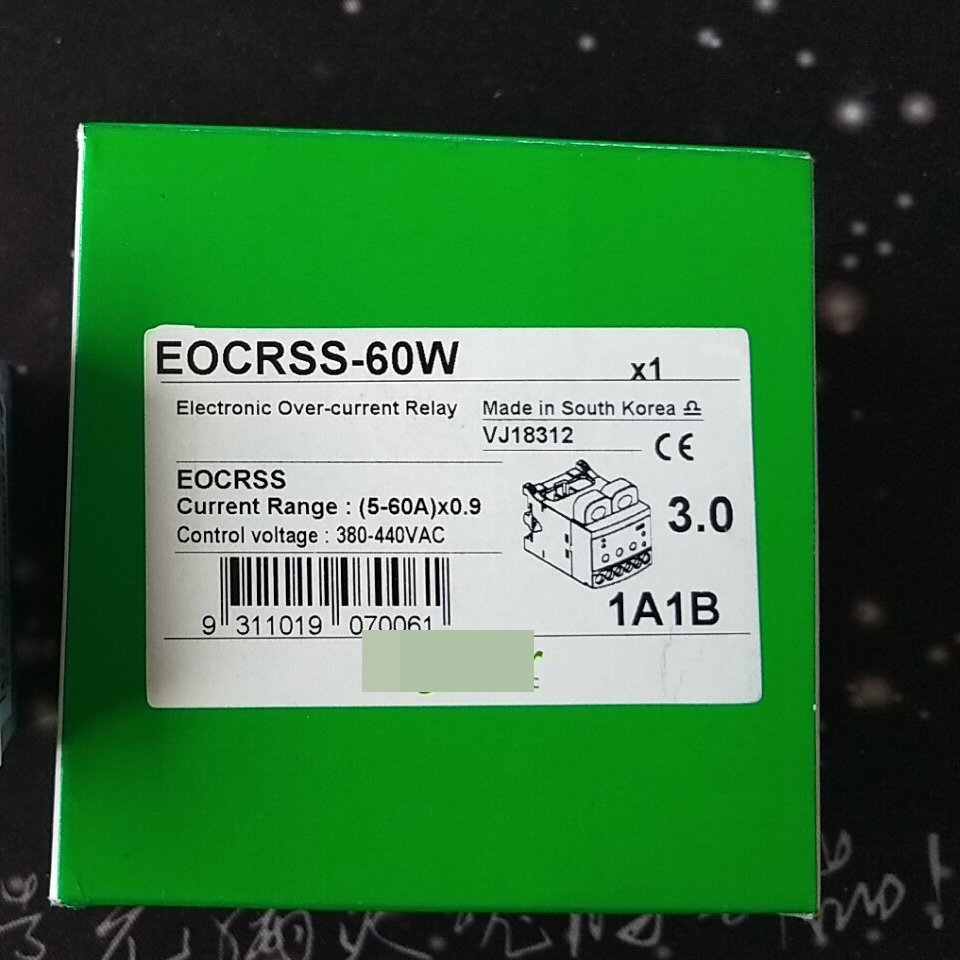 EOCRSS-60W
x1
Electronic Over-current Relay
Made in South Korea
VJ18312
CE
EOCRSS
Current Range : (5-60A)x0.9
Control voltage : 380-440VAC
3.0
1A1B
9 311019 070061